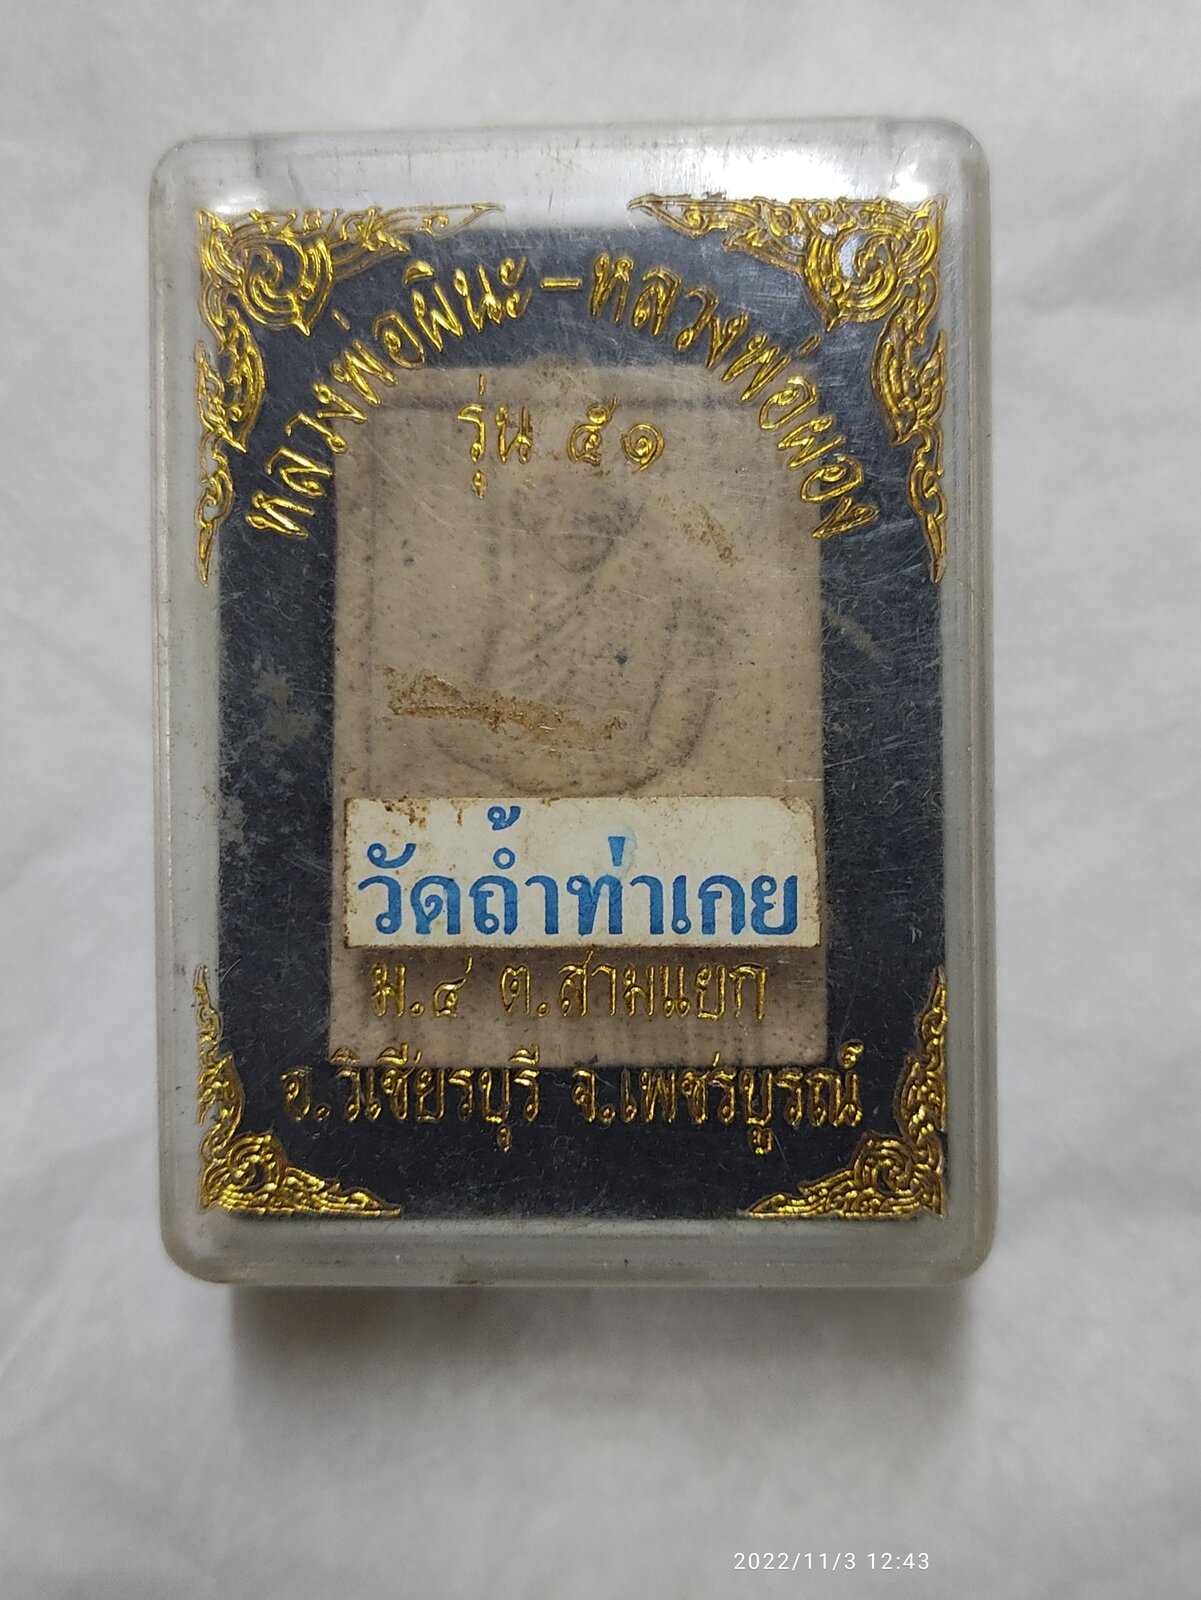 หลวงพ่อพินะ-หลวงพ่อผอง
รุ่น ๕๑
วัดถ้ำท่าเกย
ม.๔ ต.สามแยก
อ.วิเชียรบุรี จ.เพชรบูรณ์
2022/11/3 12:43